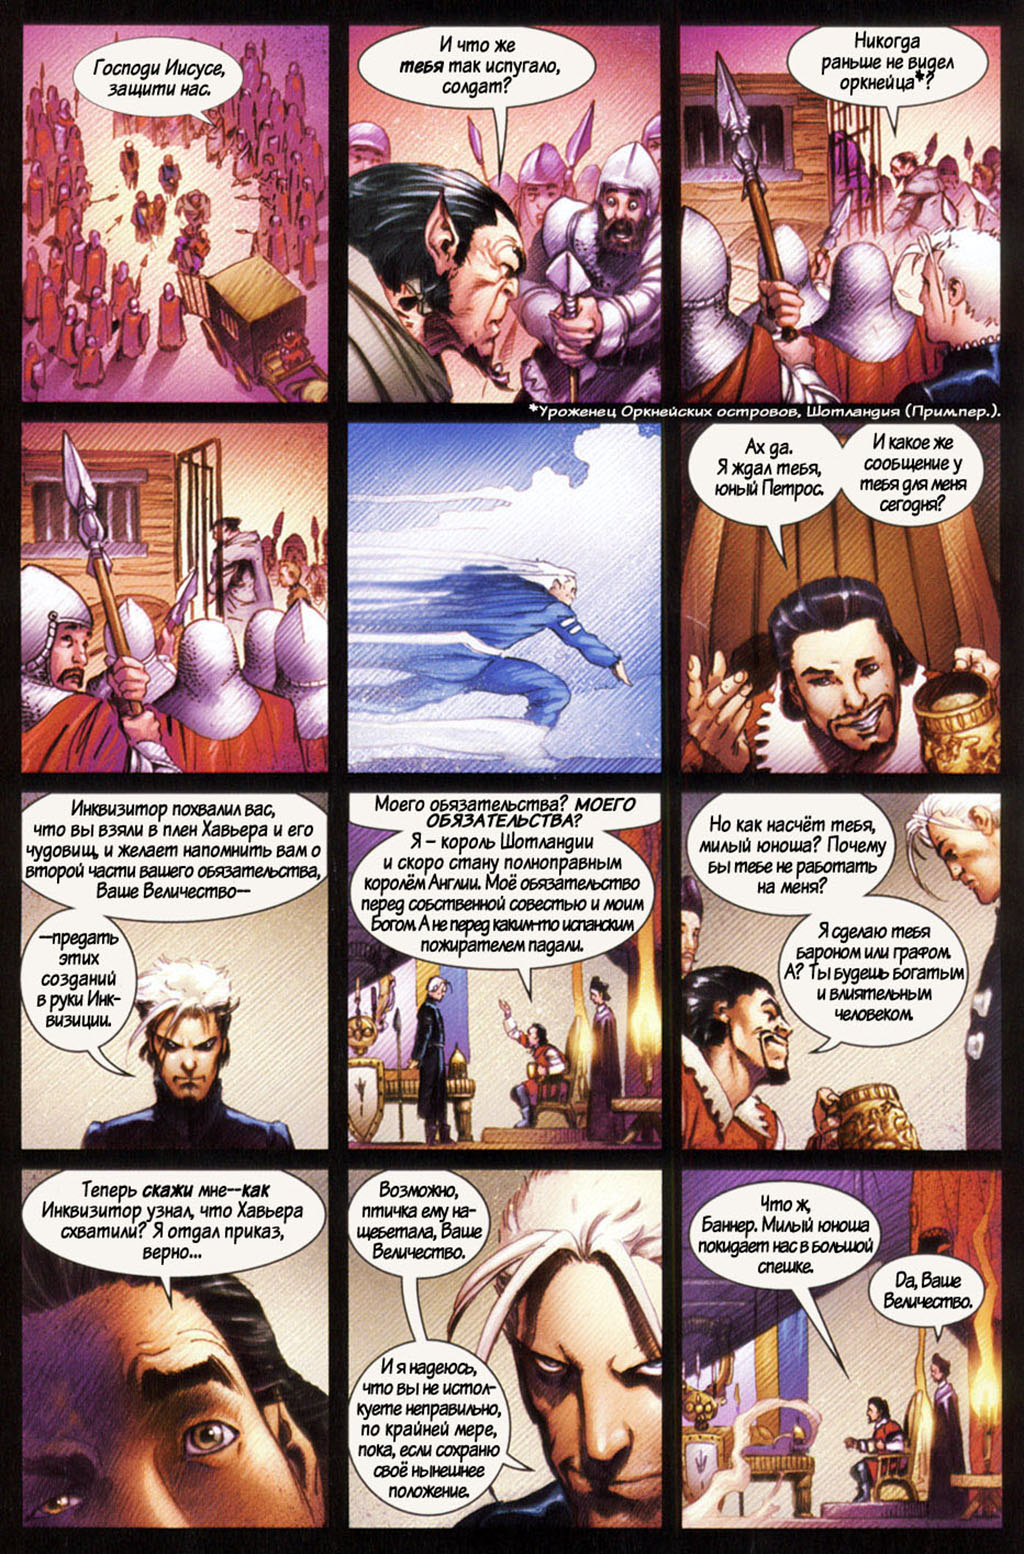 Господи Иисусе,
защити нас.
И что же
тебя так испугало,
солдат?
Никогда
раньше не видел
оркнейца*?
*Уроженец Оркнейских островов, Шотландия (Прим.пер.).
Ах да.
Я ждал тебя,
юный Петрос.
И какое же
сообщение у
тебя для меня
сегодня?
Инквизитор похвалил вас,
что вы взяли в плен Хавьера и его
чудовищ, и желает напомнить вам о
второй части вашего обязательства,
Ваше Величество--
--предать
этих
созданий
в руки Инк-
визиции.
Моего обязательства? МОЕГО
ОБЯЗАТЕЛЬСТВА?
Я – король Шотландии
и скоро стану полноправным
королём Англии. Моё обязательство
перед собственной совестью и моим
Богом. А не перед каким-то испанским
пожирателем падали.
Но как насчёт тебя,
милый юноша? Почему
бы тебе не работать
на меня?
Я сделаю тебя
бароном или графом.
А? Ты будешь богатым
и влиятельным
человеком.
Теперь скажи мне--как
Инквизитор узнал, что Хавьера
схватили? Я отдал приказ,
верно...
Возможно,
птичка ему на-
щебетала, Ваше
Величество.
И я надеюсь,
что вы не истол-
куете неправильно,
по крайней мере,
пока, если сохраню
своё нынешнее
положение.
Что ж,
Баннер. Милый юноша
покидает нас в большой
спешке.
Да, Ваше
Величество.